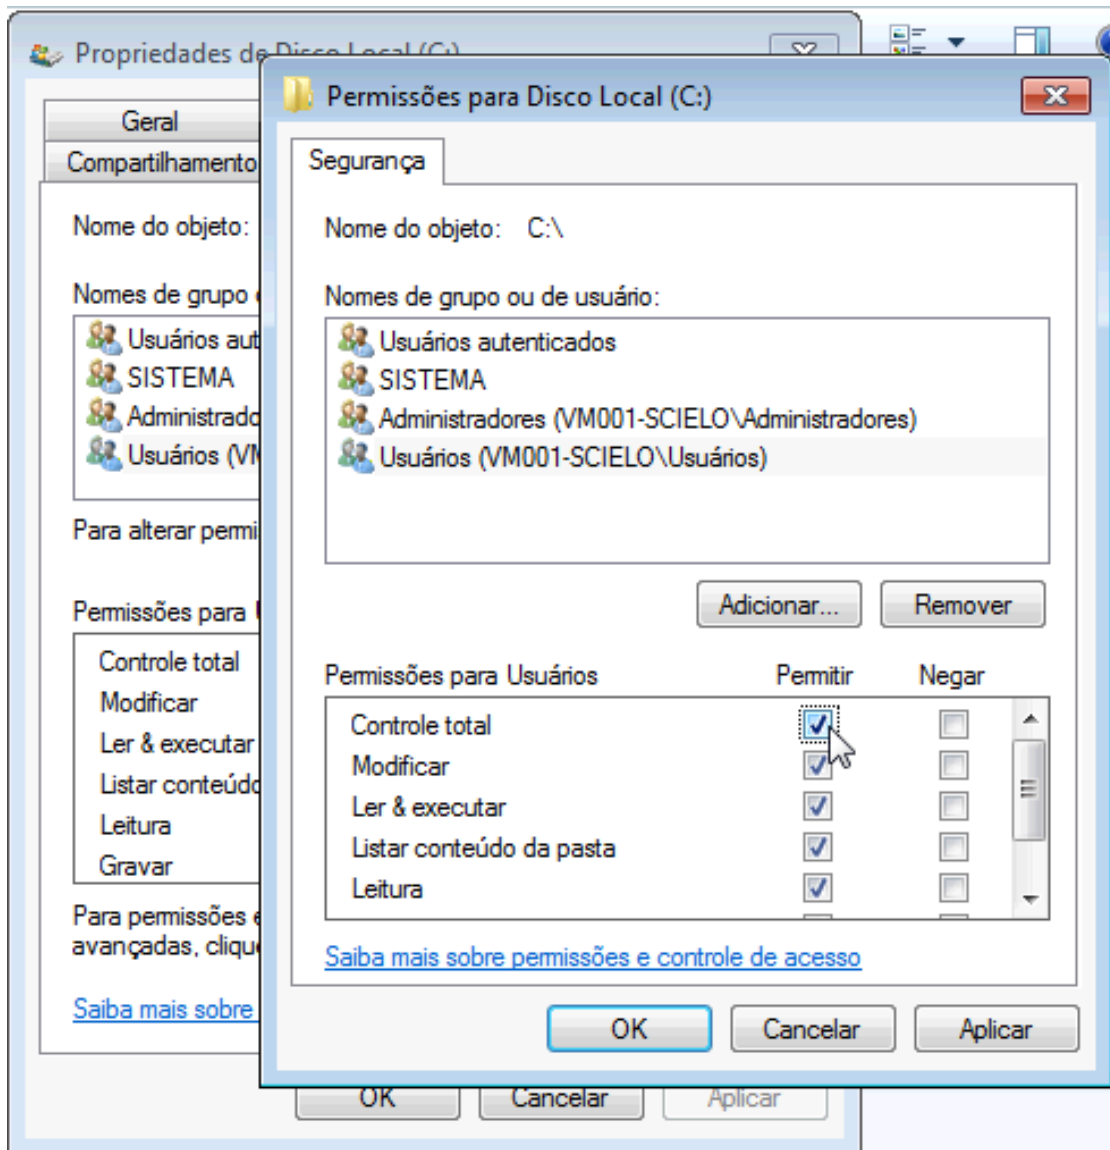 Propriedades de Disco Local (C:)
Geral
Compartilhamento
Nome do objeto:
Nomes de grupo
Usuários aut
SISTEMA
Administrado
Usuários (VM
Para alterar permi
Permissões para
Controle total
Modificar
Ler & executar
Listar conteúdo
Leitura
Gravar
Para permissões e
avançadas, clique
Saiba mais sobre
OK
Cancelar
Aplicar
Permissões para Disco Local (C:)
Segurança
Nome do objeto: C:\
Nomes de grupo ou de usuário:
Usuários autenticados
SISTEMA
Administradores (VM001-SCIELO\Administradores)
Usuários (VM001-SCIELO\Usuários)
Adicionar...
Remover
Permissões para Usuários Permitir Negar
Controle total
Modificar
Ler & executar
Listar conteúdo da pasta
Leitura
Saiba mais sobre permissões e controle de acesso
OK
Cancelar
Aplicar